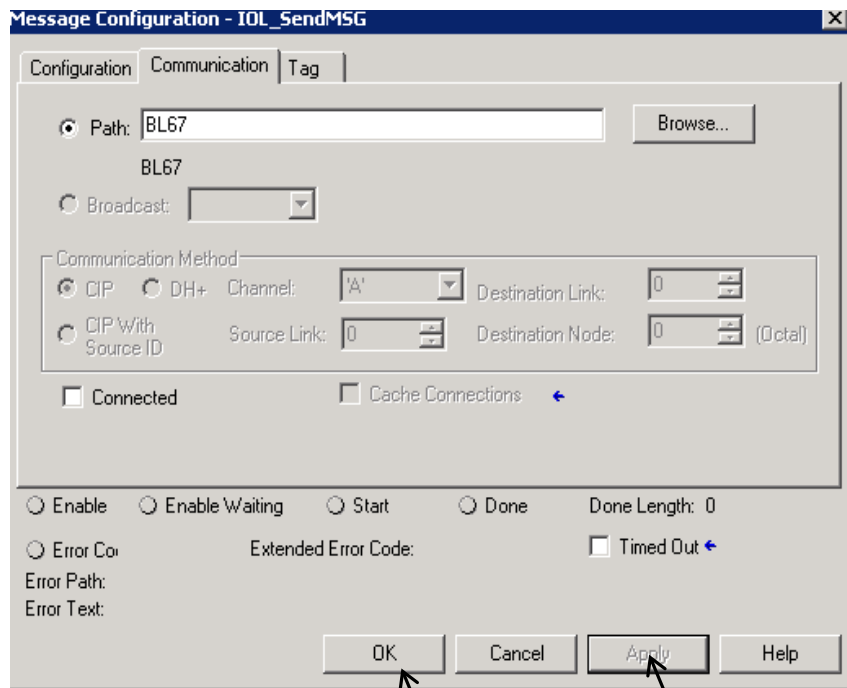 Message Configuration - IOL_SendMSG
Configuration Communication Tag
Path: BL67 Browse...
BL67
Broadcast:
Communication Method
CIP DH+ Channel: 'A' Destination Link: 0
CIP With Source ID Source Link: 0 Destination Node: 0 (Octal)
Connected Cache Connections
Enable Enable Waiting Start Done Done Length: 0
Error Extended Error Code: Timed Out
Error Path:
Error Text:
OK Cancel Apply Help